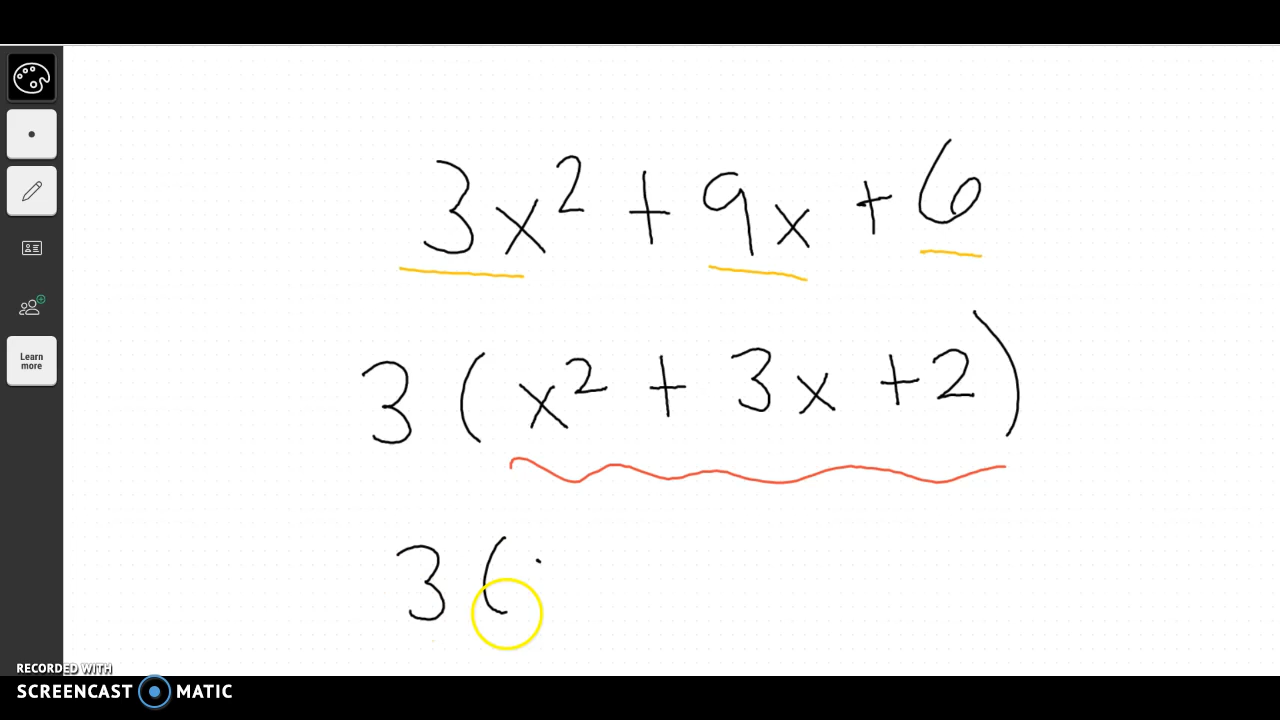 Learn
more
3x² + 9x + 6
3 ( x² + 3x + 2 )
3 (
RECORDED WITH
SCREENCAST MATIC